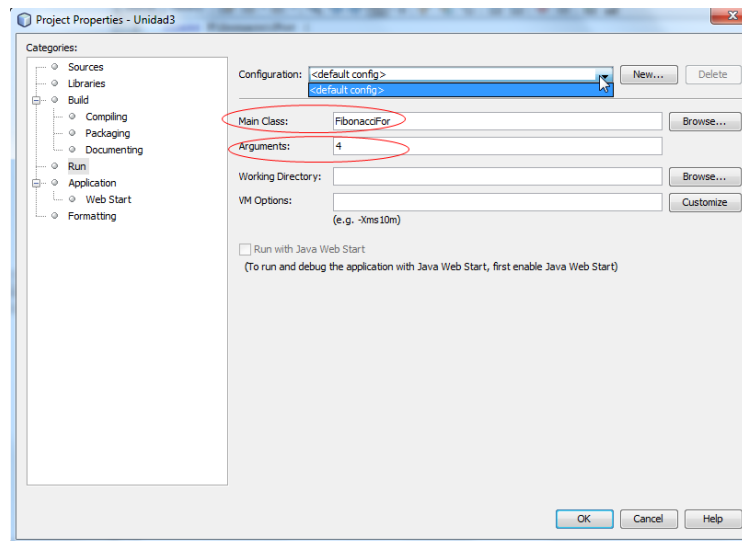 Project Properties - Unidad3
Categories:
Sources
Libraries
Build
Compiling
Packaging
Documenting
Run
Application
Web Start
Formatting
Configuration: <default config> New... Delete
<default config>
Main Class: FibonacciFor Browse...
Arguments: 4
Working Directory: Browse...
VM Options: Customize
(e.g. -Xms10m)
Run with Java Web Start
(To run and debug the application with Java Web Start, first enable Java Web Start)
OK Cancel Help